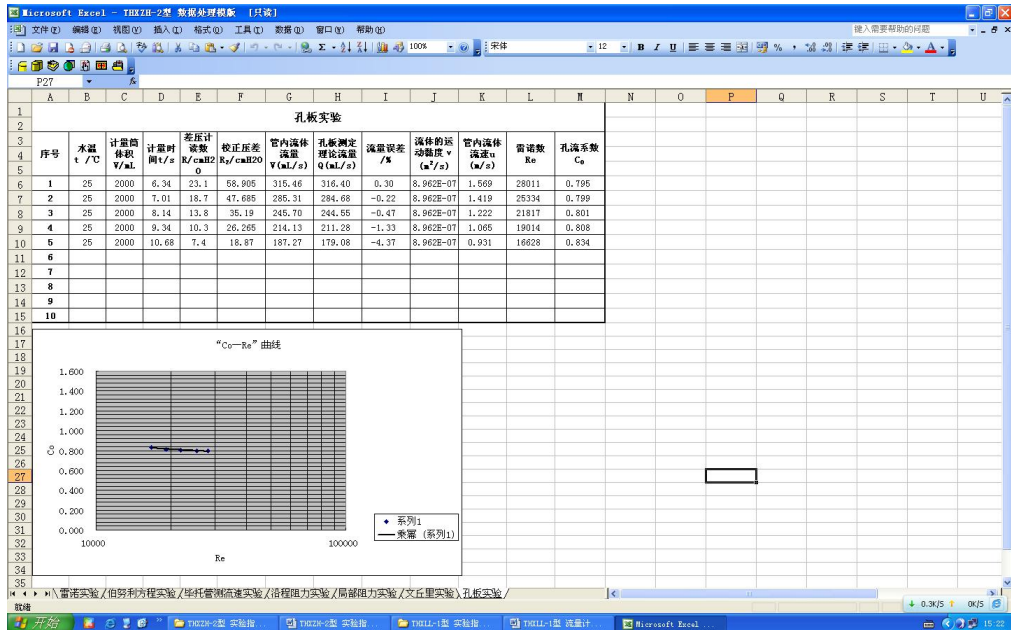 Microsoft Excel - THXZH-2型 数据处理模版 [只读]
文件(F) 编辑(E) 视图(V) 插入(I) 格式(O) 工具(T) 数据(D) 窗口(W) 帮助(H) 键入需要帮助的问题
100% 宋体 12 B I U
P27 fx
A B C D E F G H I J K L M N O P Q R S T U
孔板实验
序号 水温 t /℃ 计量筒体积 V/mL 计量时间t/s 差压计读数 R/cmH2O 校正压差 R₂/cmH2O 管内流体流量 V(mL/s) 孔板测定理论流量 Q(mL/s) 流量误差 /% 流体的运动黏度 ν (m²/s) 管内流体流速u (m/s) 雷诺数 Re 孔流系数 C₀
1 25 2000 6.34 23.1 58.905 315.46 316.40 0.30 8.962E-07 1.569 28011 0.795
2 25 2000 7.01 18.7 47.685 285.31 284.68 -0.22 8.962E-07 1.419 25334 0.799
3 25 2000 8.14 13.8 35.19 245.70 244.55 -0.47 8.962E-07 1.222 21817 0.801
4 25 2000 9.34 10.3 26.265 214.13 211.28 -1.33 8.962E-07 1.065 19014 0.808
5 25 2000 10.68 7.4 18.87 187.27 179.08 -4.37 8.962E-07 0.931 16628 0.834
6
7
8
9
10
"Co—Re" 曲线
1.600
1.400
1.200
1.000
Co
0.800
0.600
0.400
0.200
0.000
10000 100000
Re
系列1
乘幂 (系列1)
雷诺实验 / 伯努利方程实验 / 毕托管测流速实验 / 沿程阻力实验 / 局部阻力实验 / 文丘里实验 \ 孔板实验 /
就绪
0.3K/S 0K/S
开始 THXZH-2型 实验指... THXZH-2型 实验指... THXLL-1型 实验指... THXLL-1型 流量计... Microsoft Excel ... 15:22